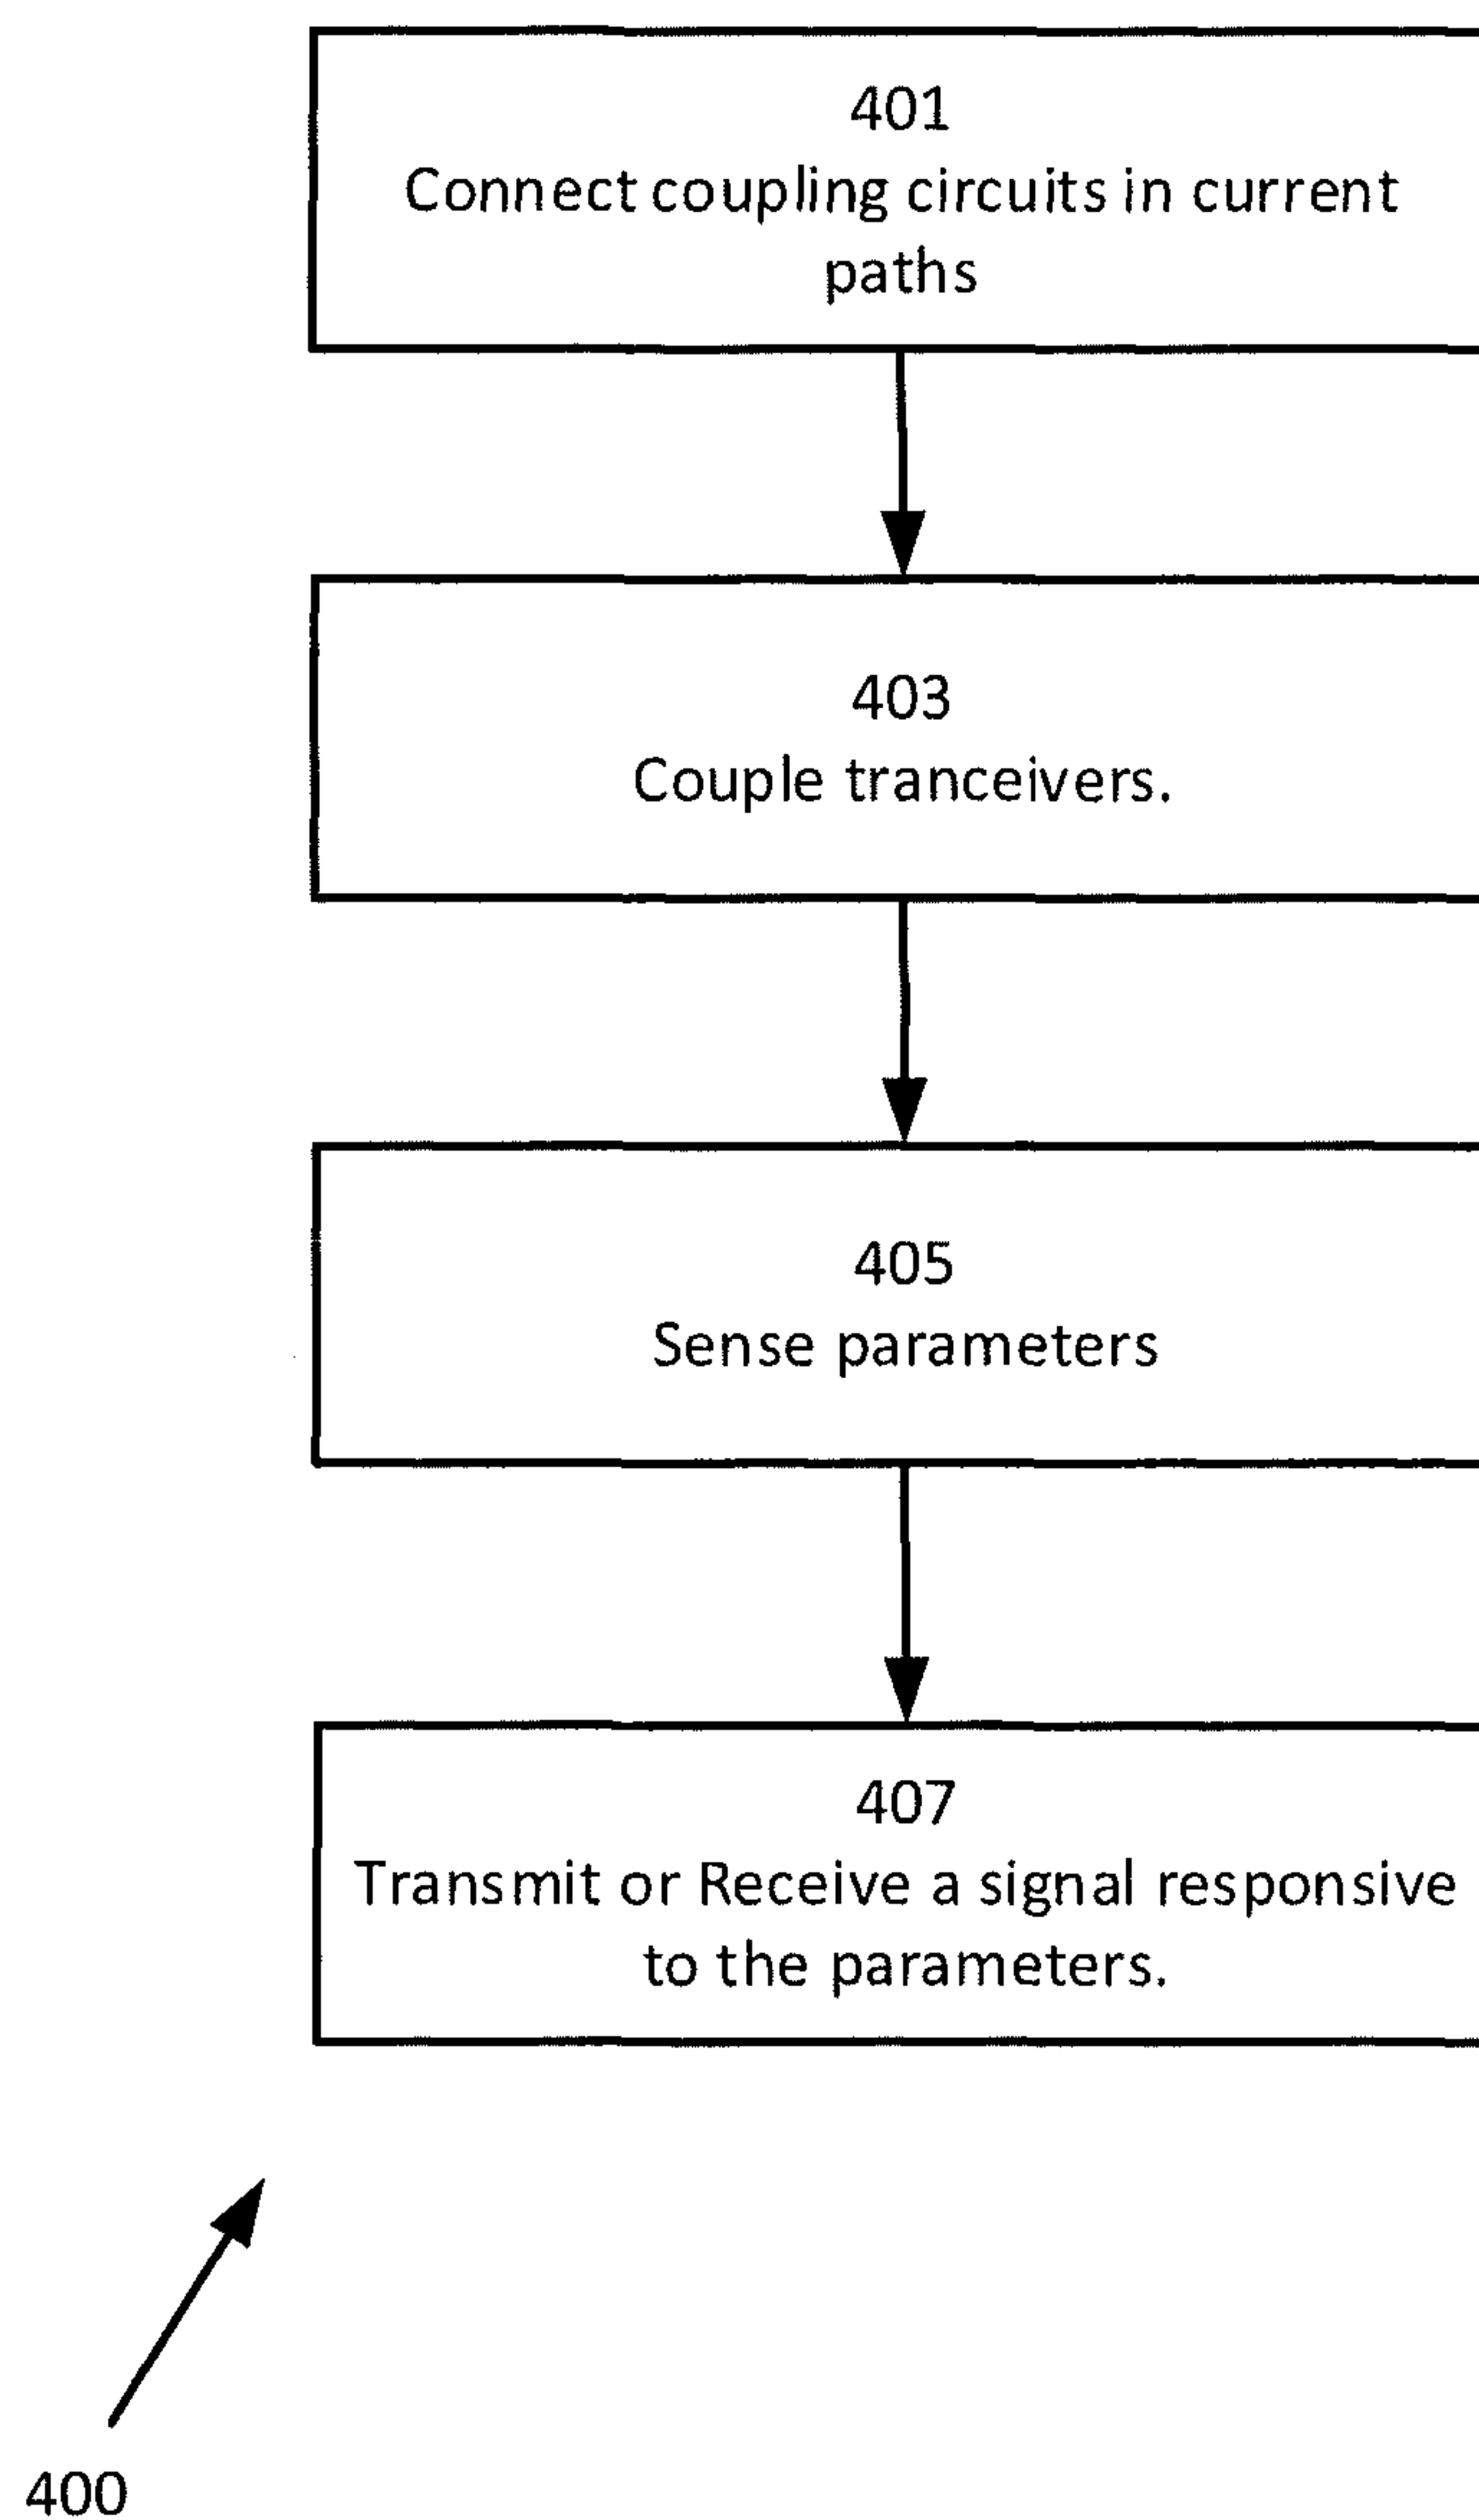 401
Connect coupling circuits in current
paths
403
Couple tranceivers.
405
Sense parameters
407
Transmit or Receive a signal responsive
to the parameters.
400